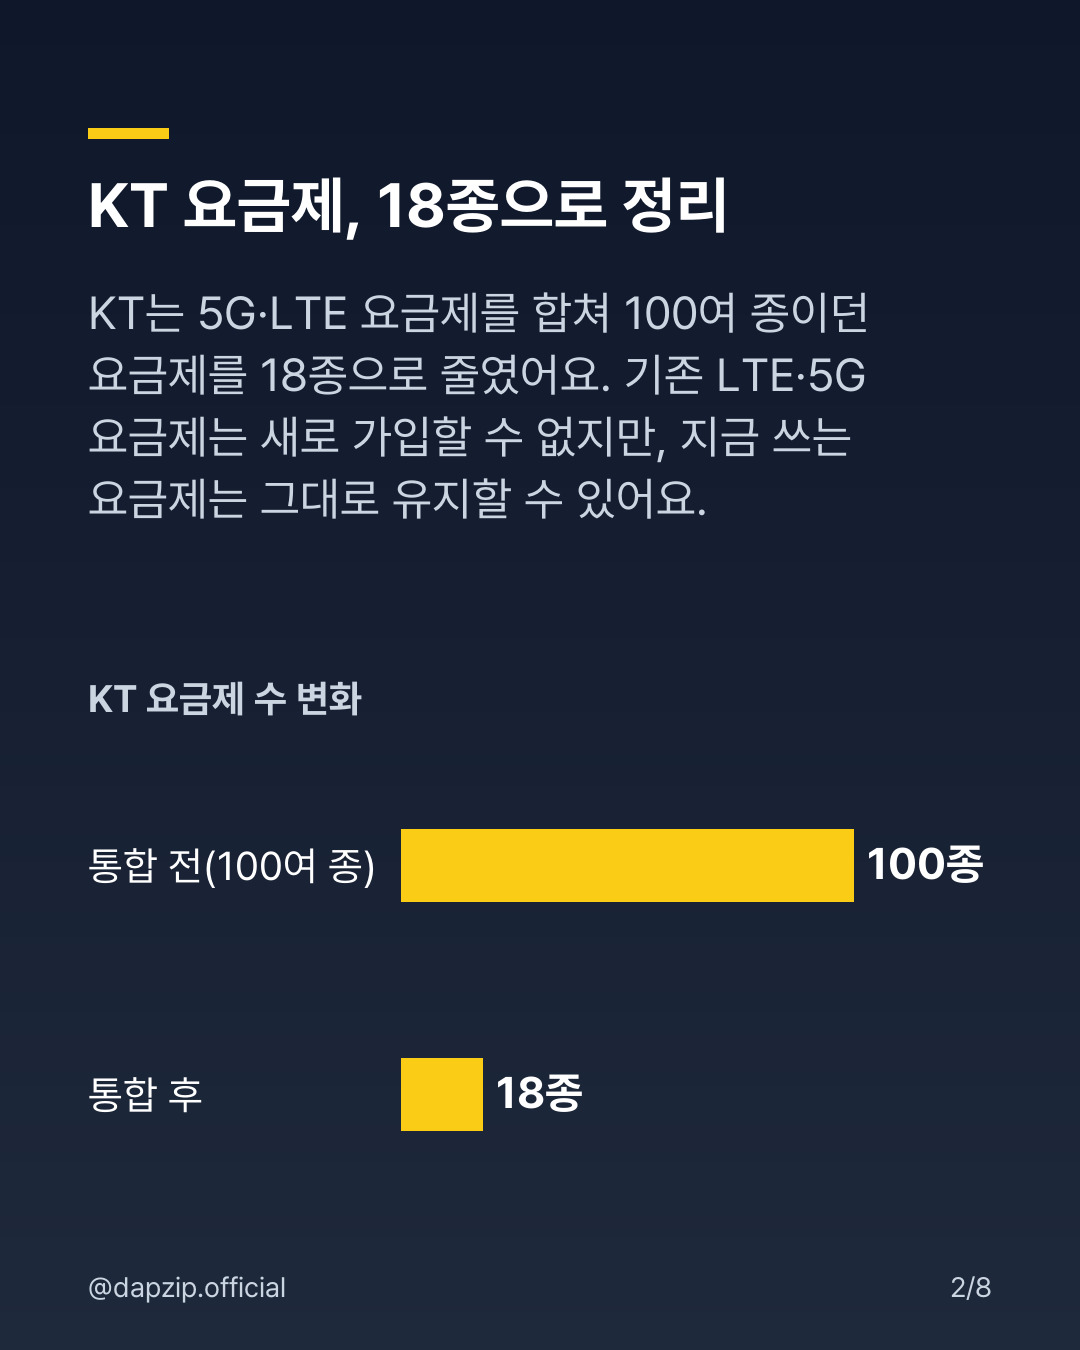 KT 요금제, 18종으로 정리
KT는 5G·LTE 요금제를 합쳐 100여 종이던
요금제를 18종으로 줄였어요. 기존 LTE·5G
요금제는 새로 가입할 수 없지만, 지금 쓰는
요금제는 그대로 유지할 수 있어요.
KT 요금제 수 변화
통합 전(100여 종) 100종
통합 후 18종
@dapzip.official 2/8